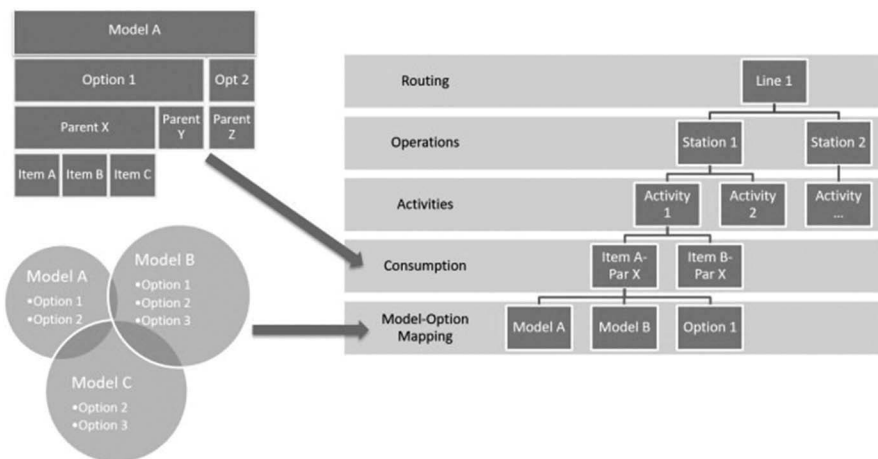 Model A
Option 1
Opt 2
Parent X
Parent
Y
Parent
Z
Item A
Item B
Item C
Model A
•Option 1
•Option 2
Model B
•Option 1
•Option 2
•Option 3
Model C
•Option 2
•Option 3
Routing
Line 1
Operations
Station 1
Station 2
Activities
Activity
1
Activity
2
Activity
...
Consumption
Item A-
Par X
Item B-
Par X
Model-Option
Mapping
Model A
Model B
Option 1